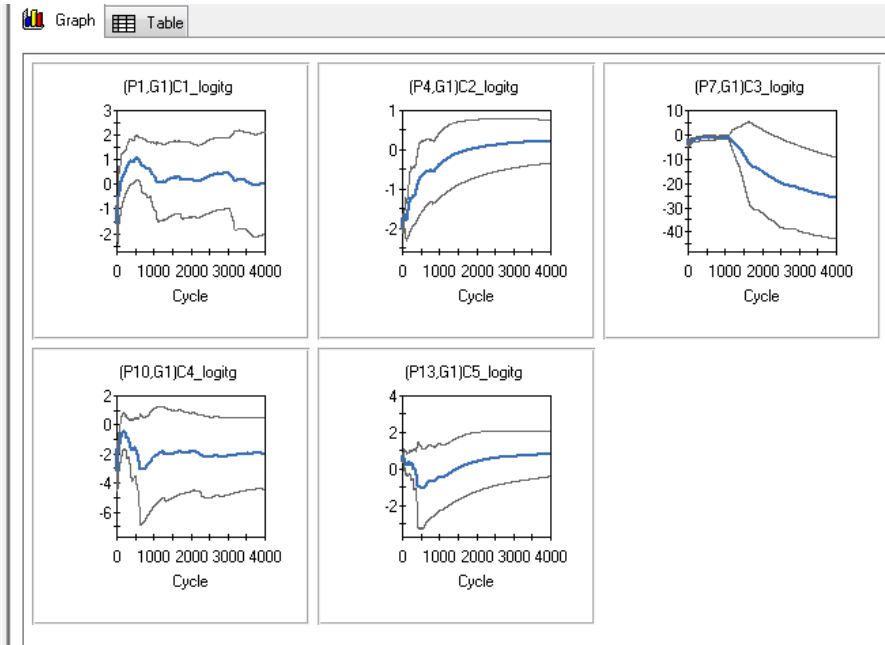 Graph Table
(P1,G1)C1_logitg
3
2
1
0
-1
-2
0 1000 2000 3000 4000
Cycle
(P4,G1)C2_logitg
1
0
-1
-2
0 1000 2000 3000 4000
Cycle
(P7,G1)C3_logitg
10
0
-10
-20
-30
-40
0 1000 2000 3000 4000
Cycle
(P10,G1)C4_logitg
2
0
-2
-4
-6
0 1000 2000 3000 4000
Cycle
(P13,G1)C5_logitg
4
2
0
-2
0 1000 2000 3000 4000
Cycle